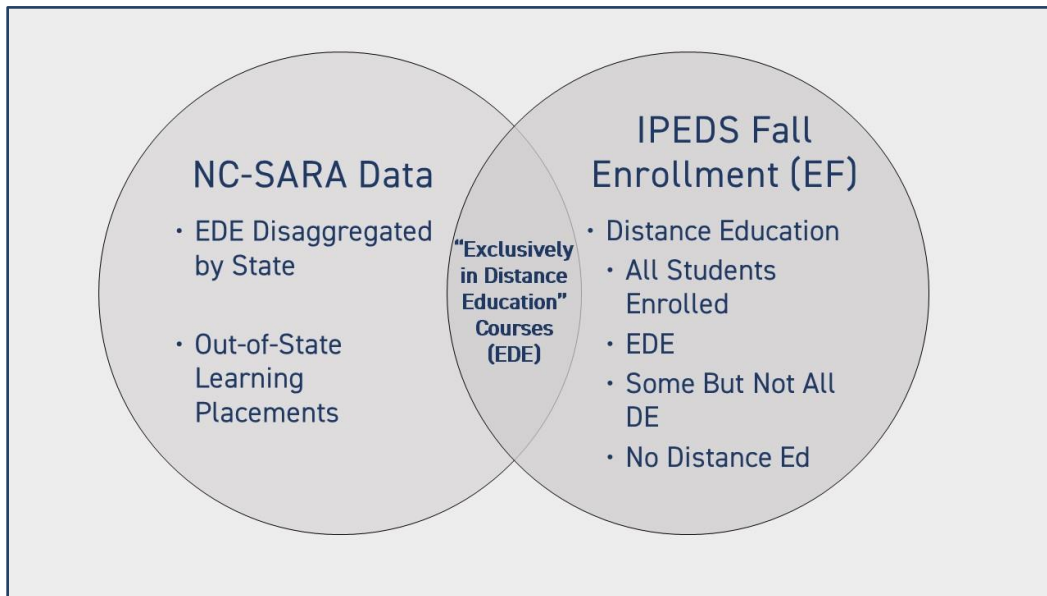 NC-SARA Data
· EDE Disaggregated
by State
· Out-of-State
Learning
Placements
“Exclusively
in Distance
Education”
Courses
(EDE)
IPEDS Fall
Enrollment (EF)
· Distance Education
· All Students
Enrolled
· EDE
· Some But Not All
DE
· No Distance Ed